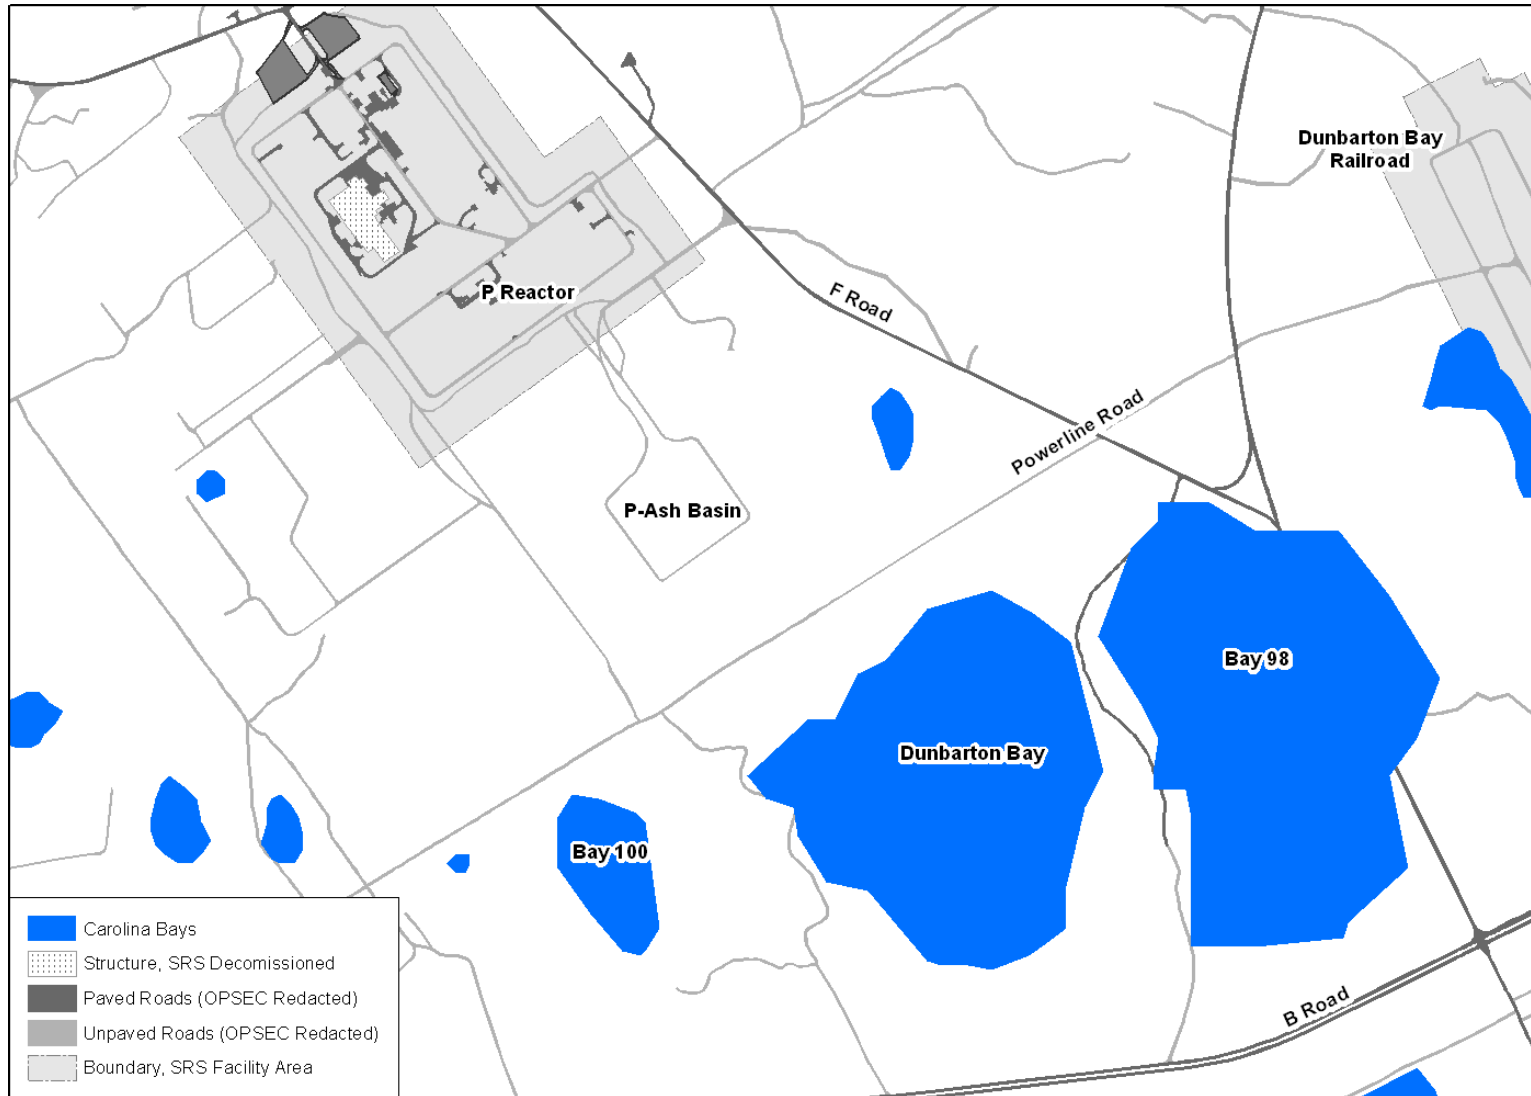 Dunbarton Bay
Railroad
P Reactor
F Road
Powerline Road
P-Ash Basin
Bay 98
Dunbarton Bay
Bay 100
B Road
Carolina Bays
Structure, SRS Decomissioned
Paved Roads (OPSEC Redacted)
Unpaved Roads (OPSEC Redacted)
Boundary, SRS Facility Area